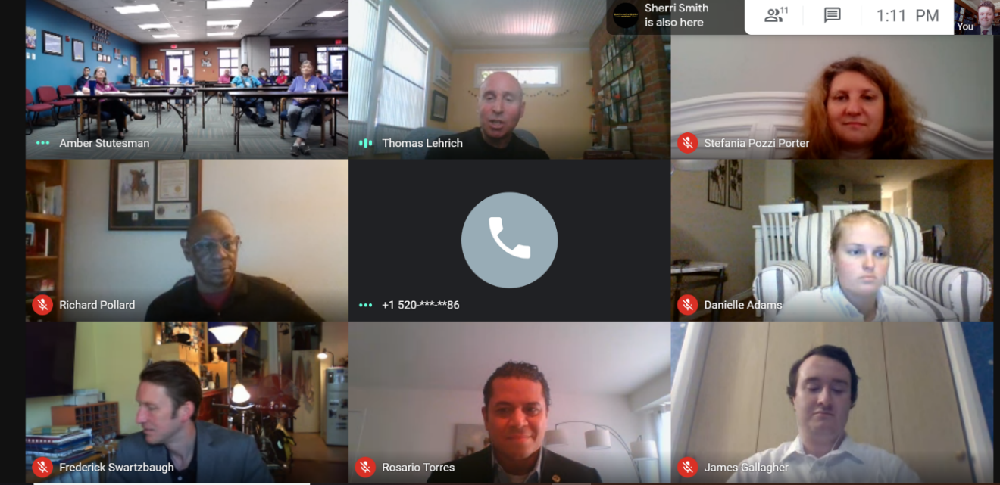 Sherri Smith
is also here
11
1:11 PM
You
Amber Stutesman
Thomas Lehrich
Stefania Pozzi Porter
Richard Pollard
+1 520-***-**86
Danielle Adams
Frederick Swartzbaugh
Rosario Torres
James Gallagher